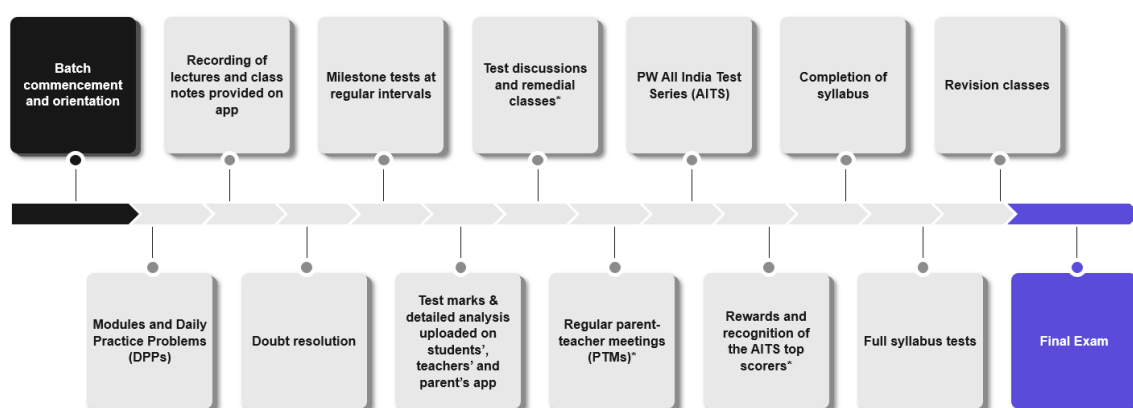 Batch
commencement
and orientation
Recording of
lectures and class
notes provided on
app
Milestone tests at
regular intervals
Test discussions
and remedial
classes*
PW All India Test
Series (AITS)
Completion of
syllabus
Revision classes
Modules and Daily
Practice Problems
(DPPs)
Doubt resolution
Test marks &
detailed analysis
uploaded on
students’,
teachers’ and
parent’s app
Regular parent-
teacher meetings
(PTMs)*
Rewards and
recognition of
the AITS top
scorers*
Full syllabus tests
Final Exam